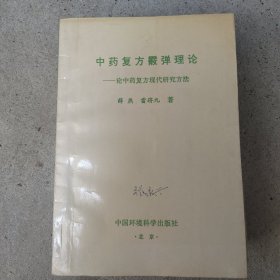 中药复方霰弹理论
——论中药复方现代研究方法
薛燕 雷跻九 著
中国环境科学出版社
·北京·